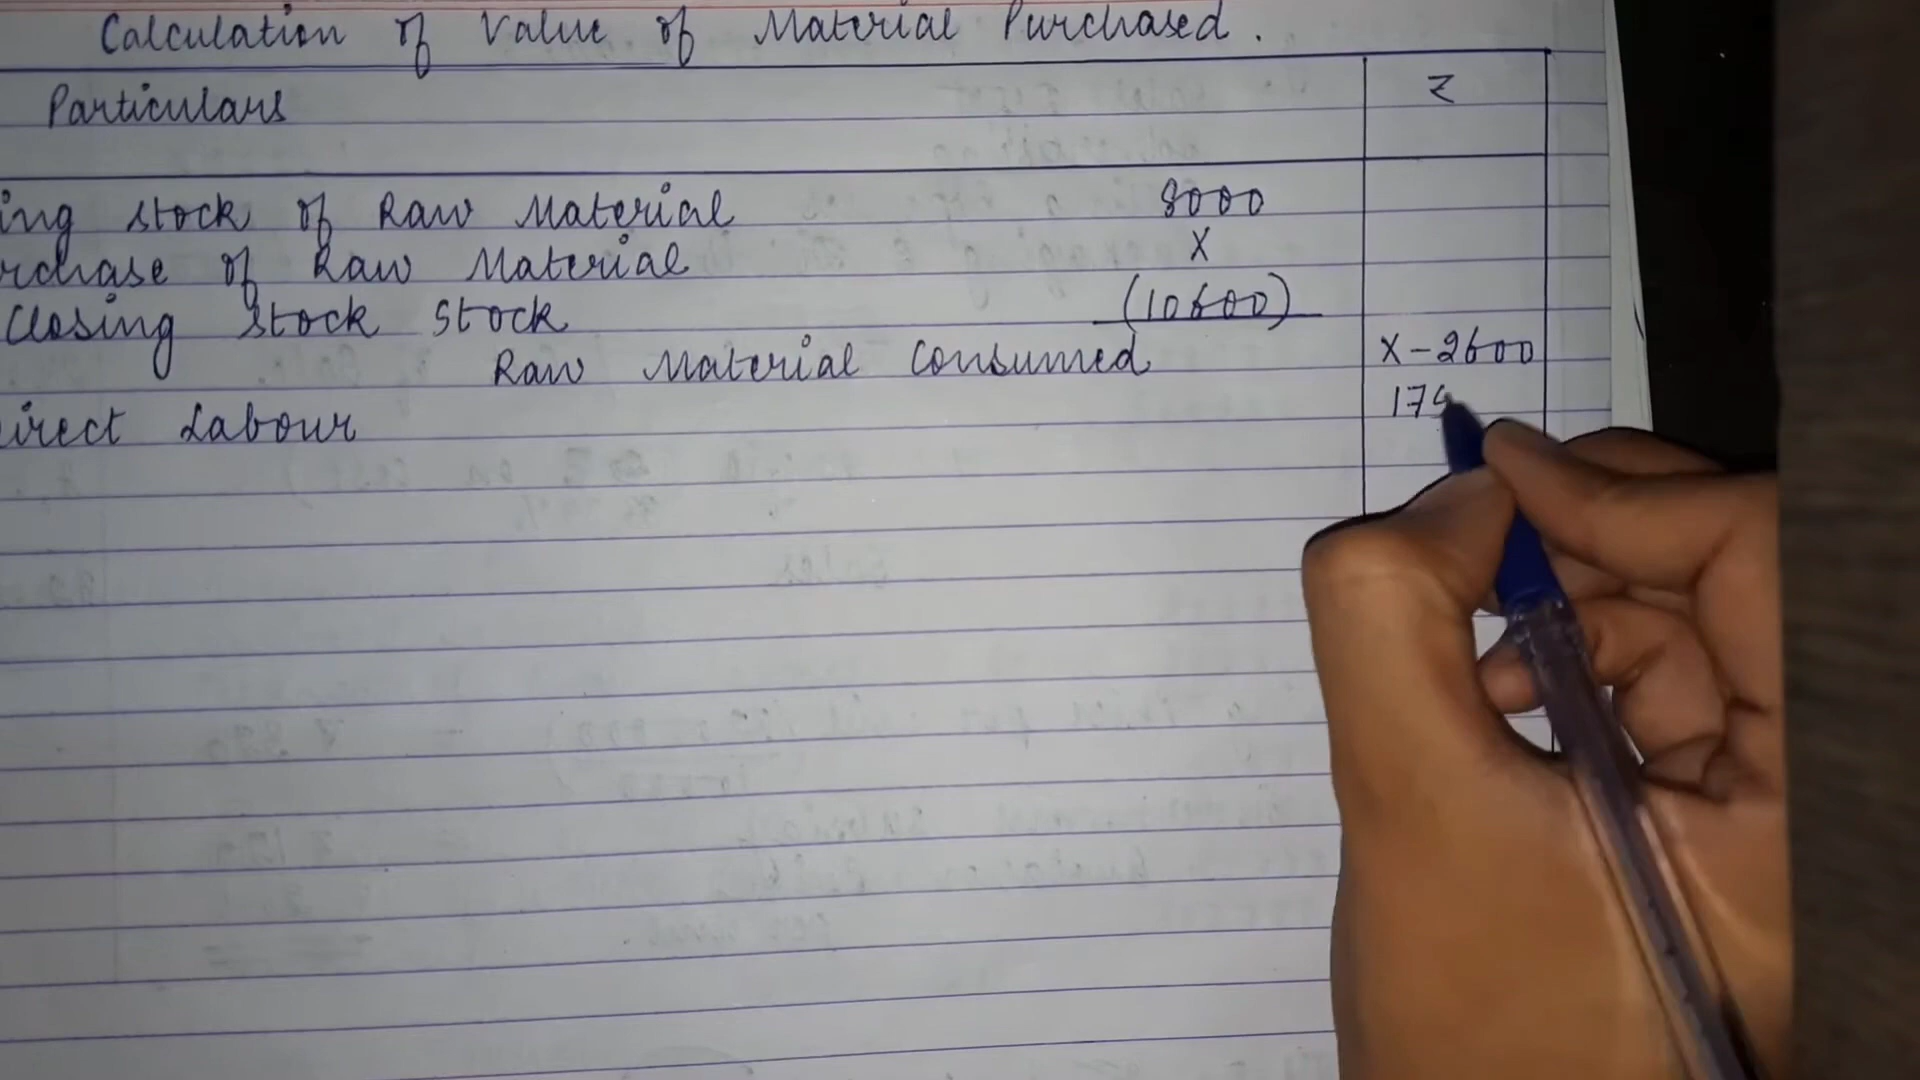 Calculation of Value of Material Purchased.
Particulars ₹
ing stock of Raw Material 8000
rchase of Raw Material X
Closing Stock Stock (10600)
Raw Material Consumed X - 2600
irect Labour 17